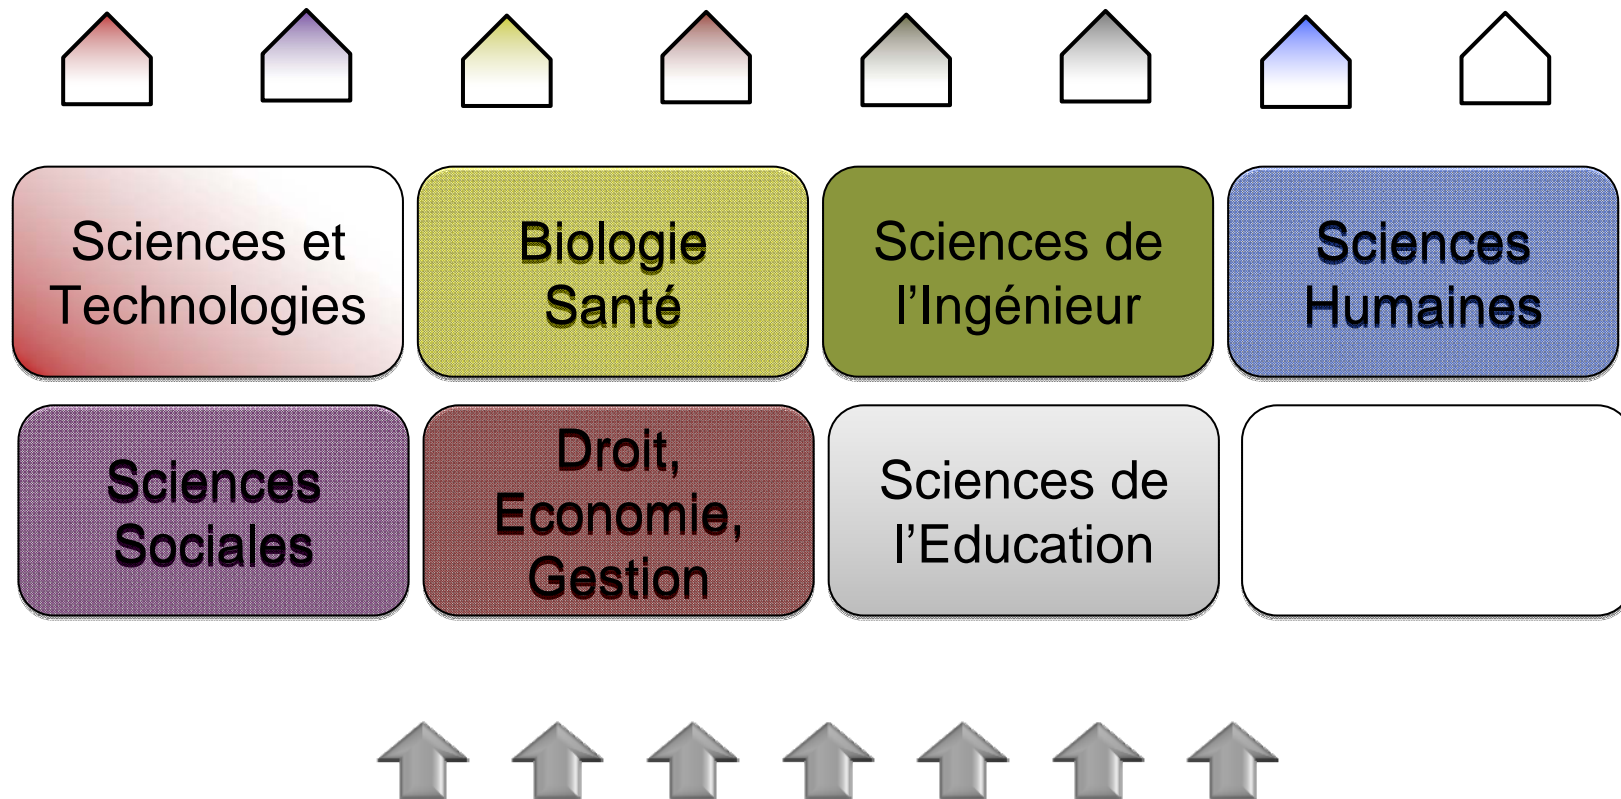 Sciences et
Technologies
Biologie
Santé
Sciences de
l’Ingénieur
Sciences
Humaines
Sciences
Sociales
Droit,
Economie,
Gestion
Sciences de
l’Education